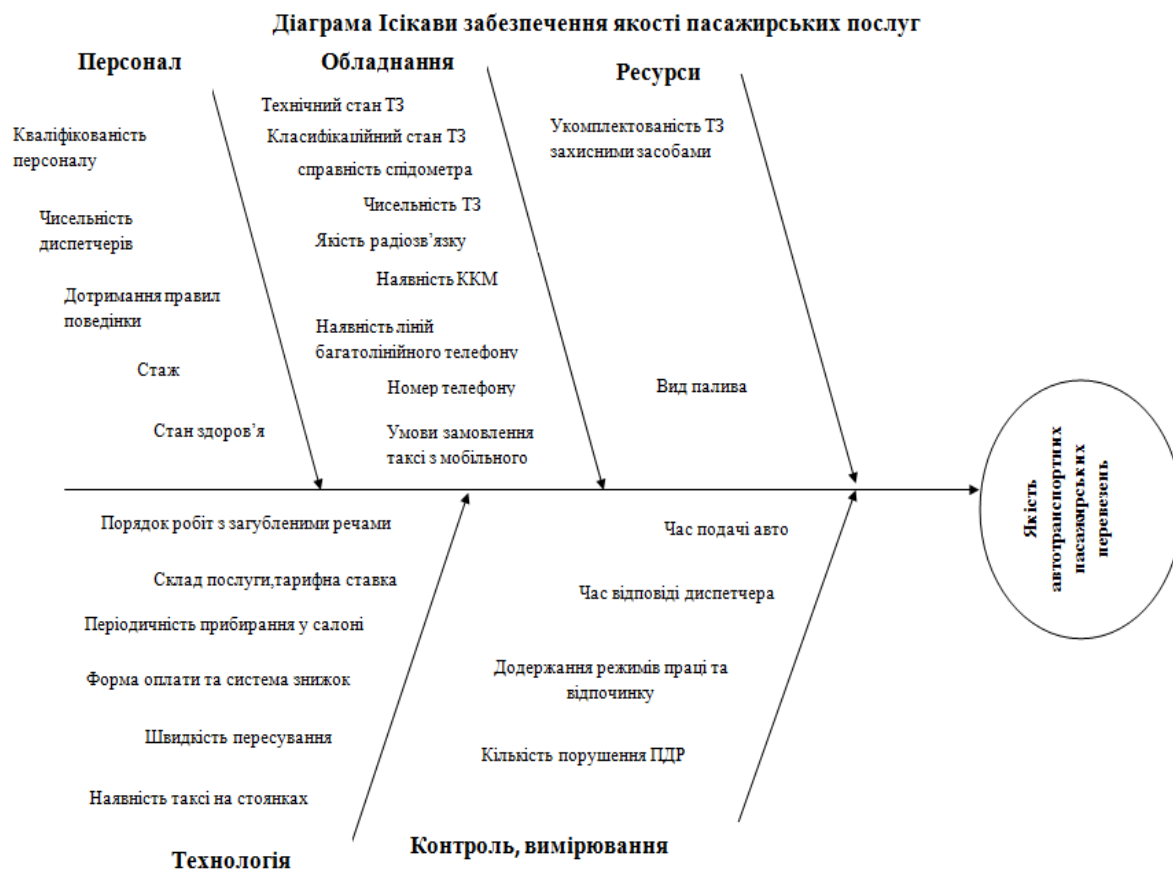 Діаграма Ісікави забезпечення якості пасажирських послуг
Персонал
Кваліфікованість
персоналу
Чисельність
диспетчерів
Дотримання правил
поведінки
Стаж
Стан здоров’я
Обладнання
Технічний стан ТЗ
Класифікаційний стан ТЗ
справність спідометра
Чисельність ТЗ
Якість радіозв’язку
Наявність ККМ
Наявність ліній
багатолінійного телефону
Номер телефону
Умови замовлення
таксі з мобільного
Ресурси
Укомплектованість ТЗ
захисними засобами
Вид палива
Якість
автотранспортних
пасажирських
перевезень
Порядок робіт з загубленими речами
Склад послуги,тарифна ставка
Періодичність прибирання у салоні
Форма оплати та система знижок
Швидкість пересування
Наявність таксі на стоянках
Технологія
Час подачі авто
Час відповіді диспетчера
Додержання режимів праці та
відпочинку
Кількість порушення ПДР
Контроль, вимірювання